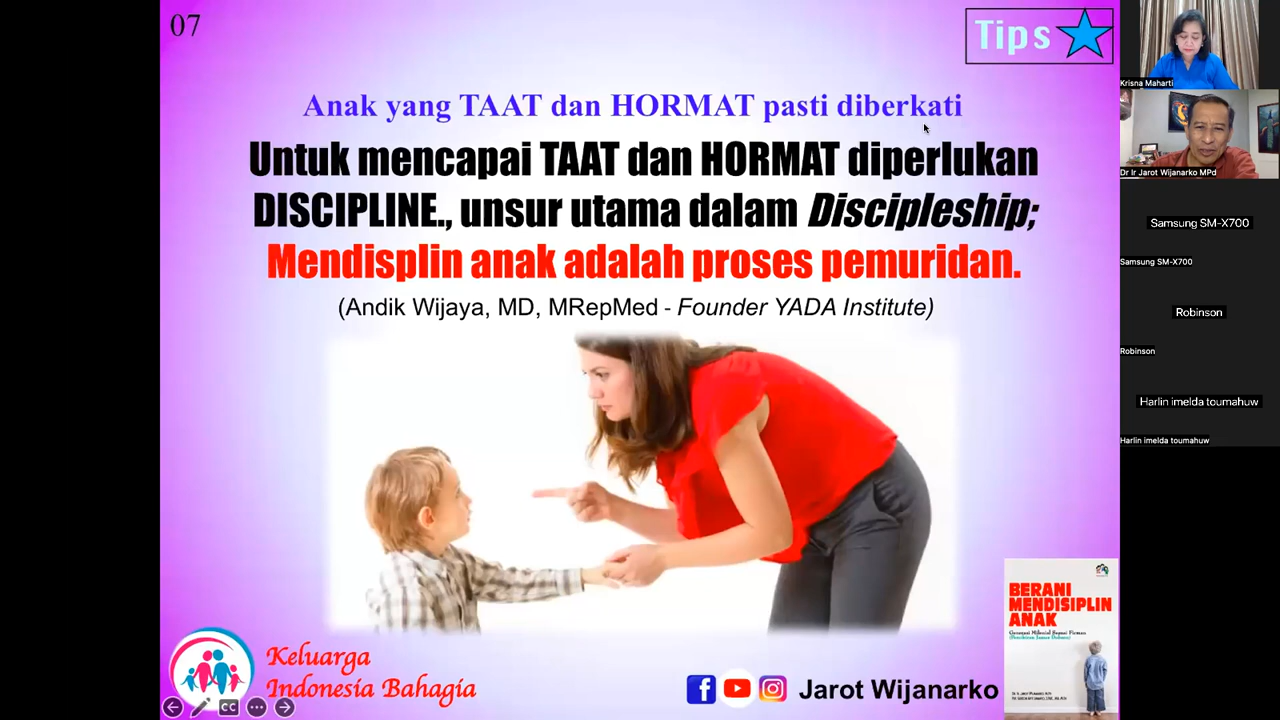 07
Tips
Anak yang TAAT dan HORMAT pasti diberkati
Untuk mencapai TAAT dan HORMAT diperlukan
DISCIPLINE., unsur utama dalam Discipleship;
Mendisplin anak adalah proses pemuridan.
(Andik Wijaya, MD, MRepMed - Founder YADA Institute)
BERANI
MENDISIPLIN
ANAK
Keluarga
Indonesia Bahagia
CC
Jarot Wijanarko
Krisna Maharti
Dr Ir Jarot Wijanarko MPd
Samsung SM-X700
Samsung SM-X700
Robinson
Robinson
Harlin imelda toumahuw
Harlin imelda toumahuw